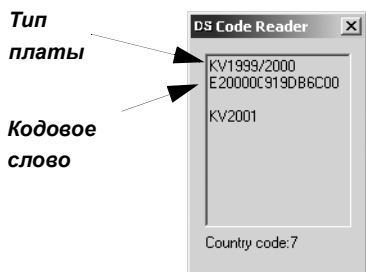 Тип
платы
Кодовое
слово
DS Code Reader
KV1999/2000
E20000C919DB6C00
KV2001
Country code:7